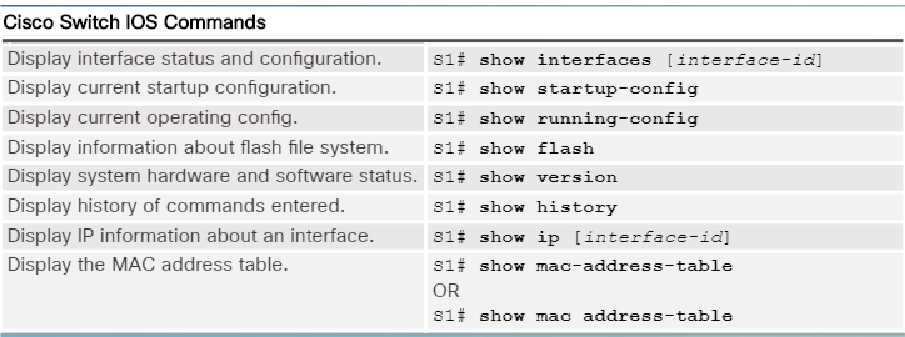 Cisco Switch IOS Commands
Display interface status and configuration. S1# show interfaces [interface-id]
Display current startup configuration. S1# show startup-config
Display current operating config. S1# show running-config
Display information about flash file system. S1# show flash
Display system hardware and software status. S1# show version
Display history of commands entered. S1# show history
Display IP information about an interface. S1# show ip [interface-id]
Display the MAC address table. S1# show mac-address-table
OR
S1# show mac address-table